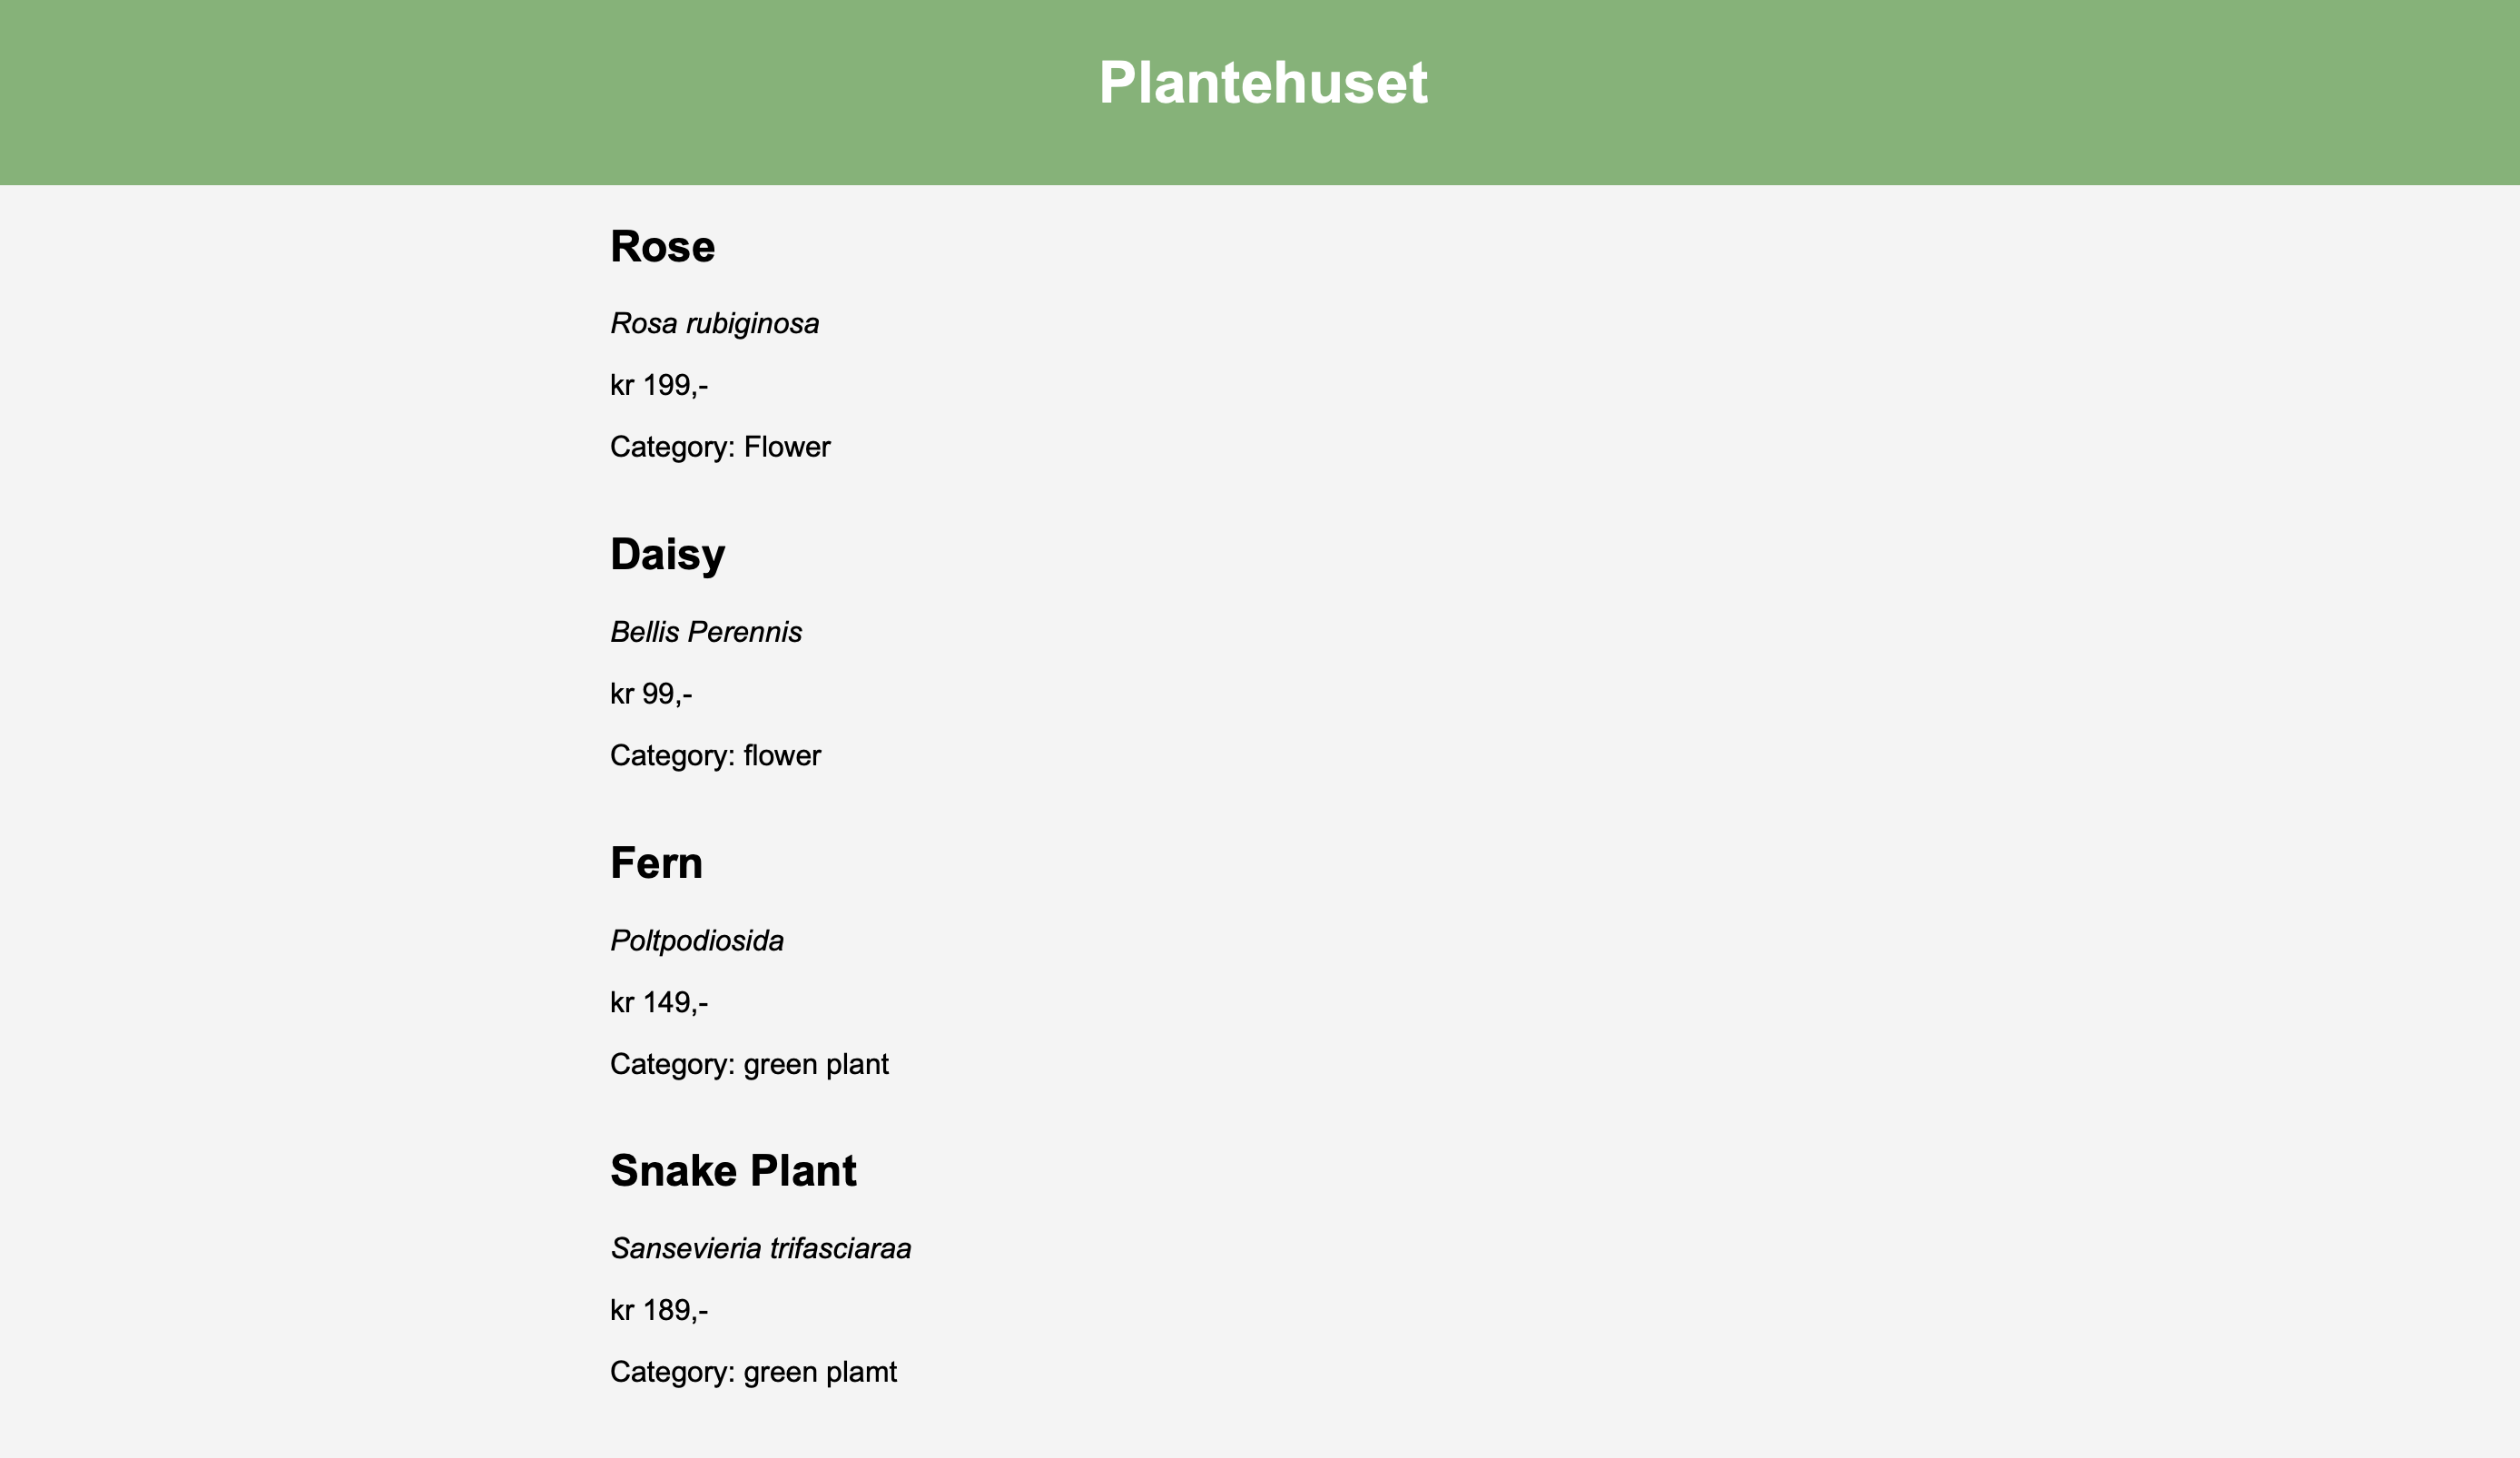 Plantehuset
Rose
Rosa rubiginosa
kr 199,-
Category: Flower
Daisy
Bellis Perennis
kr 99,-
Category: flower
Fern
Poltpodiosida
kr 149,-
Category: green plant
Snake Plant
Sansevieria trifasciaraa
kr 189,-
Category: green plamt